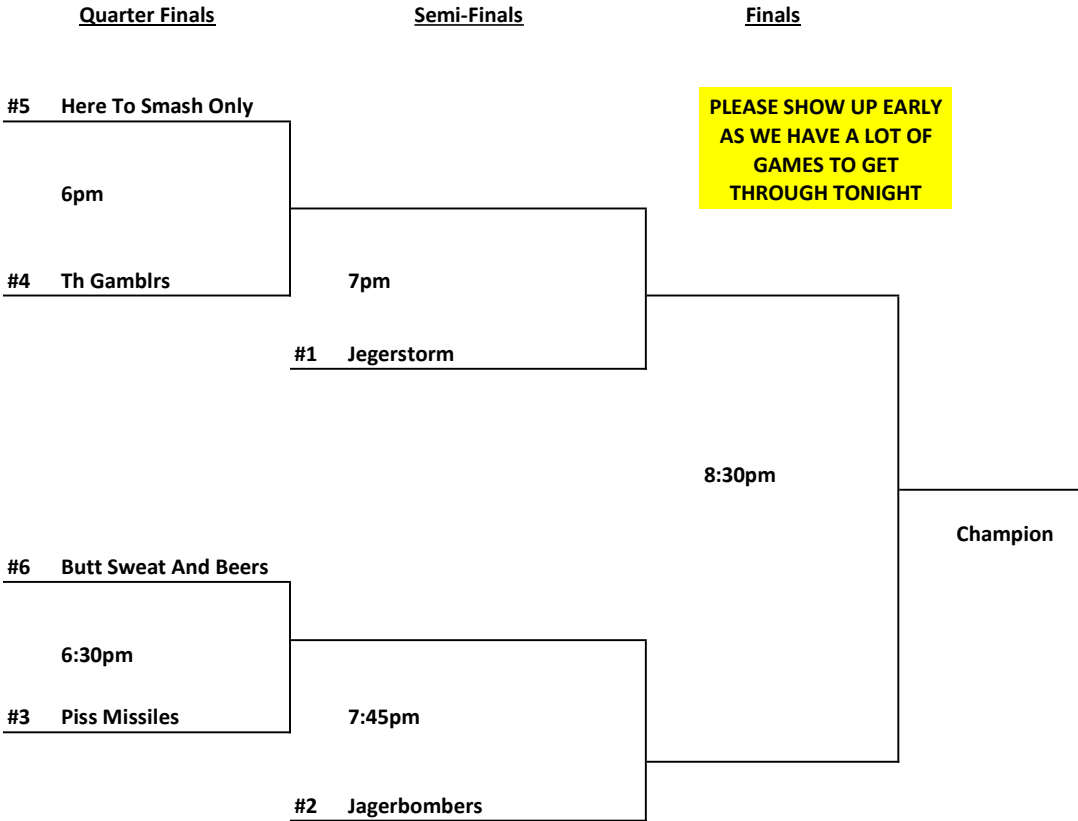 Quarter Finals Semi-Finals Finals
#5 Here To Smash Only
PLEASE SHOW UP EARLY
AS WE HAVE A LOT OF
GAMES TO GET
THROUGH TONIGHT
6pm
#4 Th Gamblrs
7pm
#1 Jegerstorm
8:30pm
Champion
#6 Butt Sweat And Beers
6:30pm
#3 Piss Missiles
7:45pm
#2 Jagerbombers